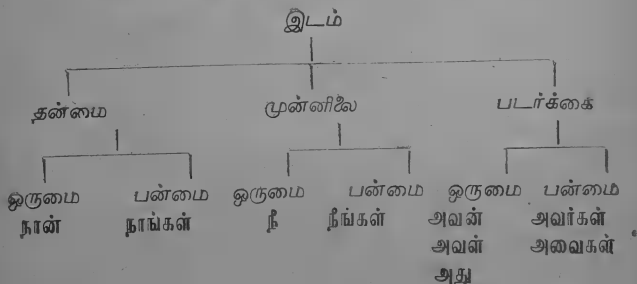 இடம்
தன்மை முன்னிலை படர்க்கை
ஒருமை பன்மை ஒருமை பன்மை ஒருமை பன்மை
நான் நாங்கள் நீ நீங்கள் அவன் அவர்கள்
அவள் அவைகள்
அது